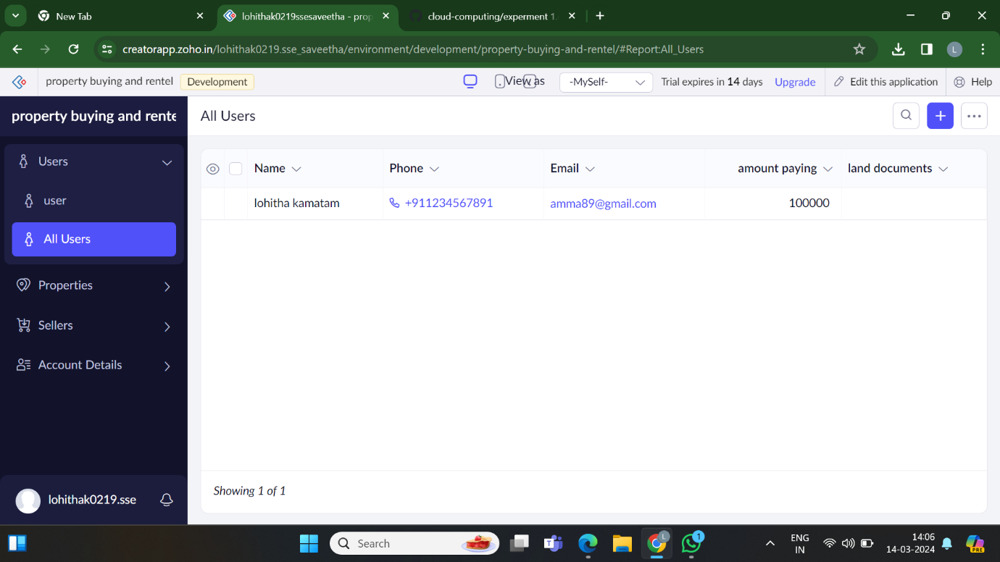 New Tab
lohithak0219ssesaveetha - prop
cloud-computing/experment 1.
creatorapp.zoho.in/lohithak0219.sse_saveetha/environment/development/property-buying-and-rentel/#Report:All_Users
L
property buying and rentel
Development
View as
-MySelf-
Trial expires in 14 days
Upgrade
Edit this application
Help
property buying and rente
All Users
Users
user
All Users
Properties
Sellers
Account Details
Name
Phone
Email
amount paying
land documents
lohitha kamatam
+911234567891
amma89@gmail.com
100000
Showing 1 of 1
lohithak0219.sse
Search
T
L
1
ENG
IN
14:06
14-03-2024
PRE